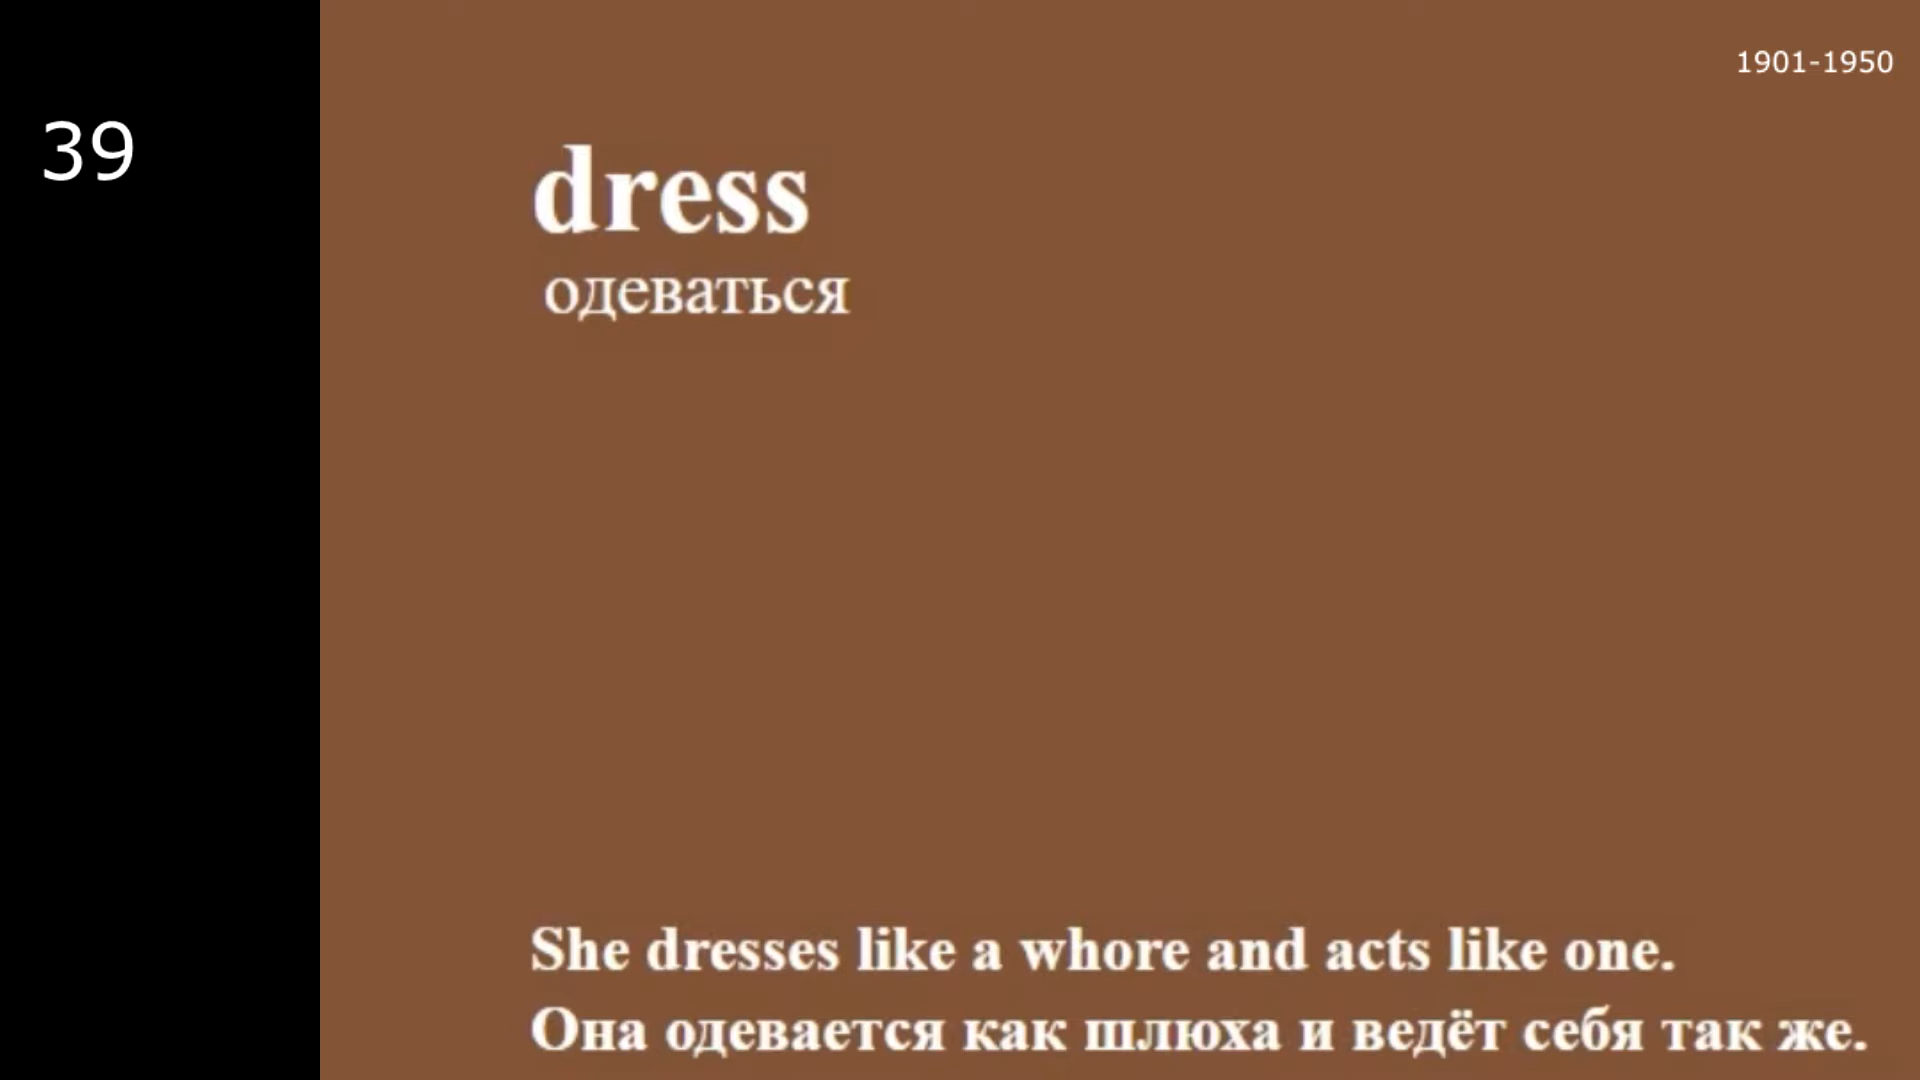 1901-1950
39
dress
одеваться
She dresses like a whore and acts like one.
Она одевается как шлюха и ведёт себя так же.